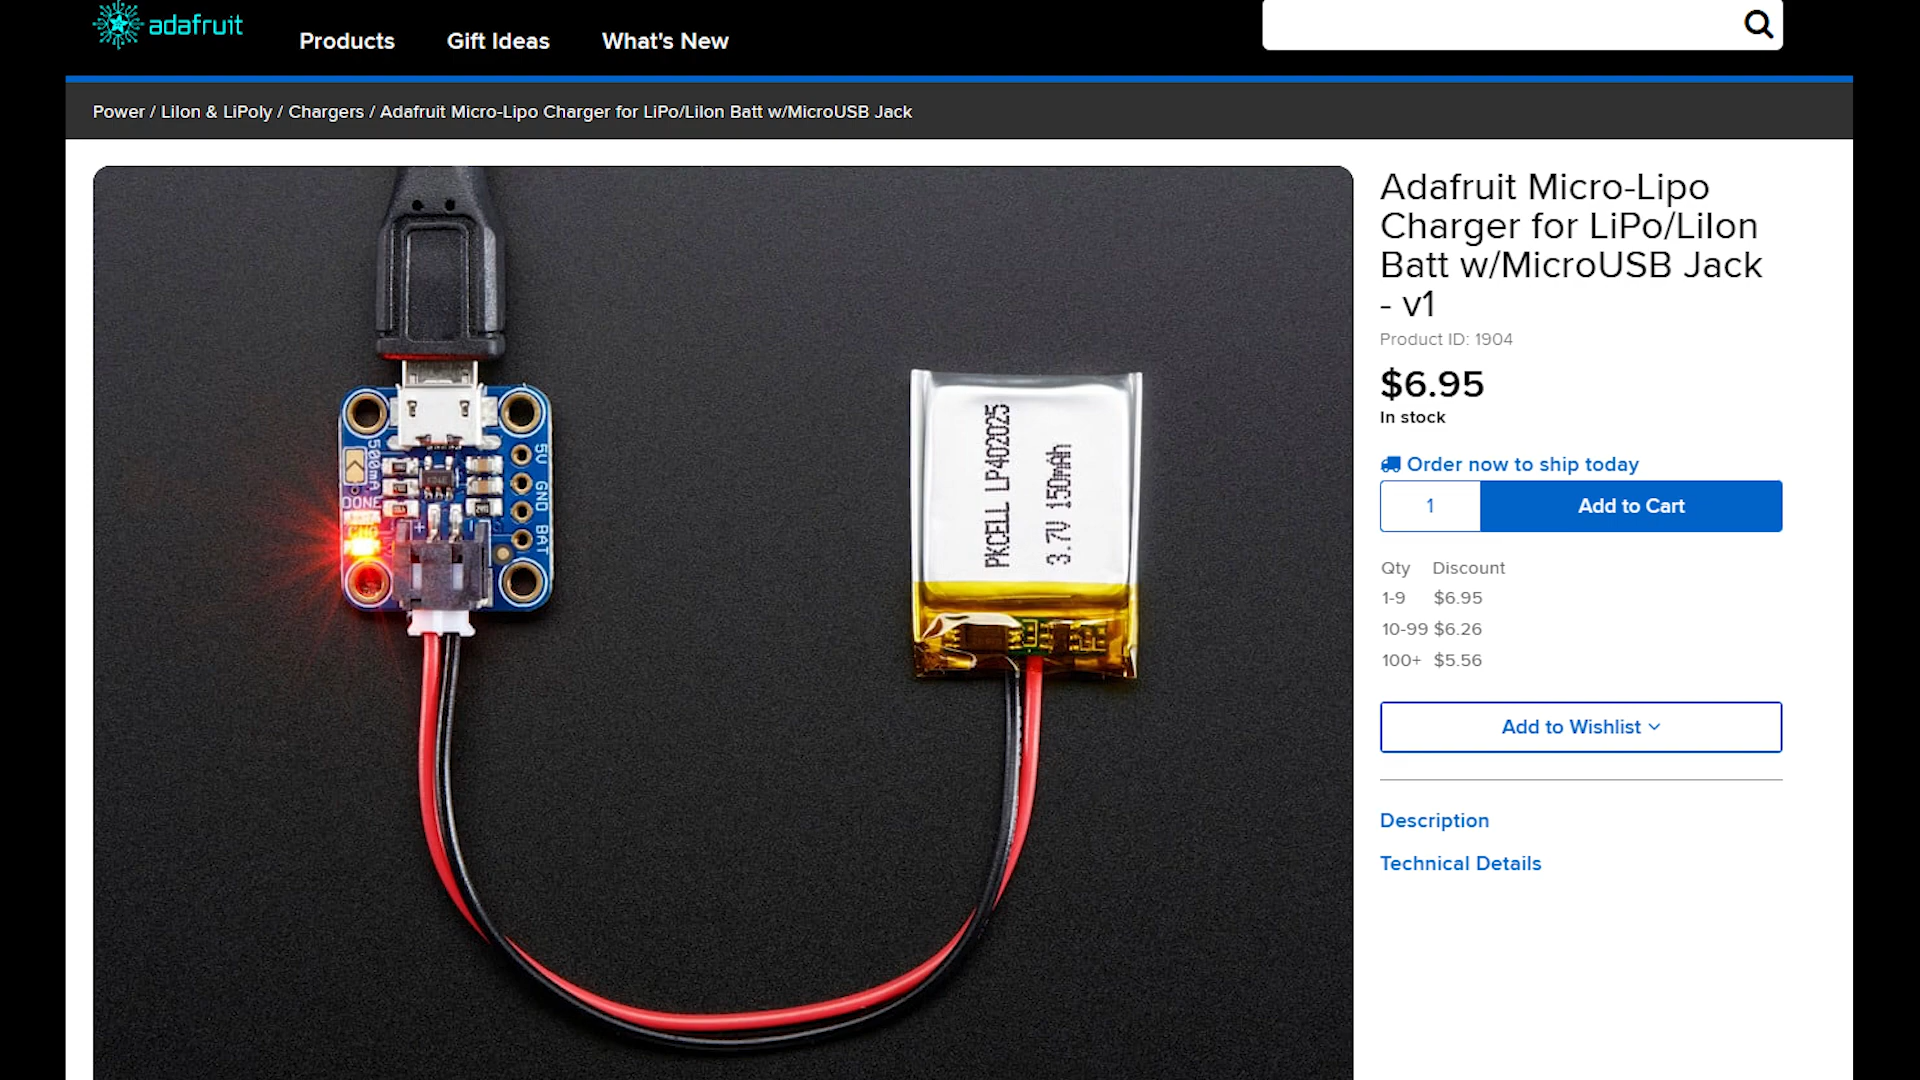 adafruit
Products
Gift Ideas
What's New
Power / LiIon & LiPoly / Chargers / Adafruit Micro-Lipo Charger for LiPo/LiIon Batt w/MicroUSB Jack
Adafruit Micro-Lipo
Charger for LiPo/LiIon
Batt w/MicroUSB Jack
- v1
Product ID: 1904
$6.95
In stock
Order now to ship today
1
Add to Cart
Qty Discount
1-9 $6.95
10-99 $6.26
100+ $5.56
Add to Wishlist
Description
Technical Details
500mA
DONE
5V
GND
BAT
+
-
PKCELL LP402025
3.7V 150mAh